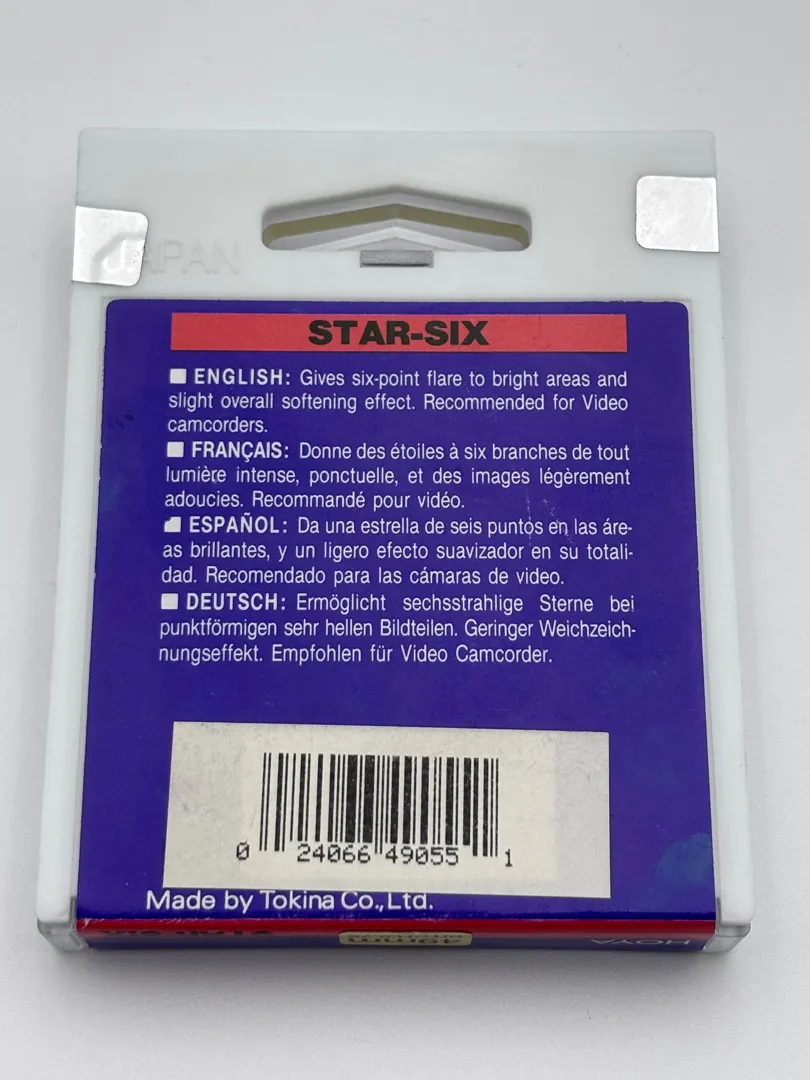 JAPAN
STAR-SIX
ENGLISH: Gives six-point flare to bright areas and
slight overall softening effect. Recommended for Video
camcorders.
FRANÇAIS: Donne des étoiles à six branches de tout
lumière intense, ponctuelle, et des images légèrement
adoucies. Recommandé pour vidéo.
ESPAÑOL: Da una estrella de seis puntos en las áre-
as brillantes, y un ligero efecto suavizador en su totali-
dad. Recomendado para las cámaras de video.
DEUTSCH: Ermöglicht sechsstrahlige Sterne bei
punktförmigen sehr hellen Bildteilen. Geringer Weichzeich-
nungseffekt. Empfohlen für Video Camcorder.
0 24066 49055 1
Made by Tokina Co., Ltd.
STAR-SIX 49mm HOYA